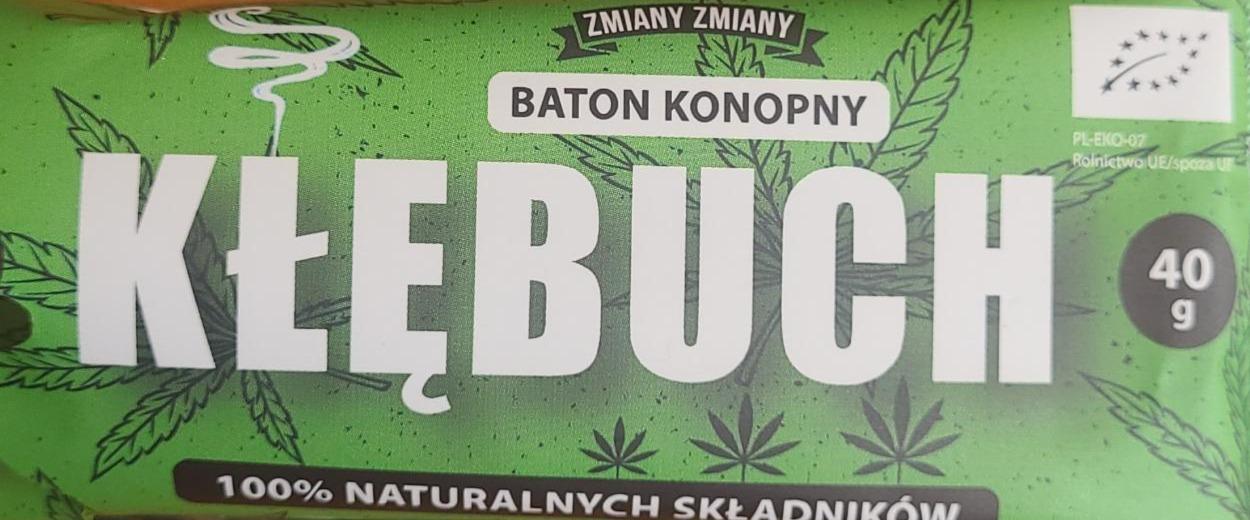 ZMIANY ZMIANY
BATON KONOPNY
KŁĘBUCH
PL-EKO-07
Rolnictwo UE/spoza UE
40
g
100% NATURALNYCH SKŁADNIKÓW